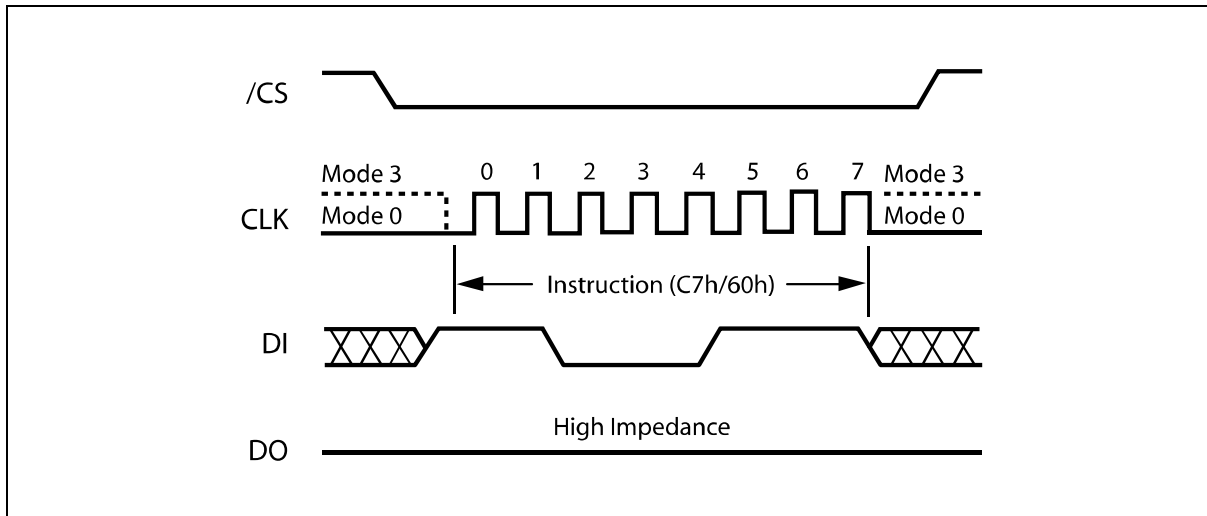 /CS
Mode 3 0 1 2 3 4 5 6 7 Mode 3
CLK Mode 0 Mode 0
Instruction (C7h/60h)
DI
High Impedance
DO